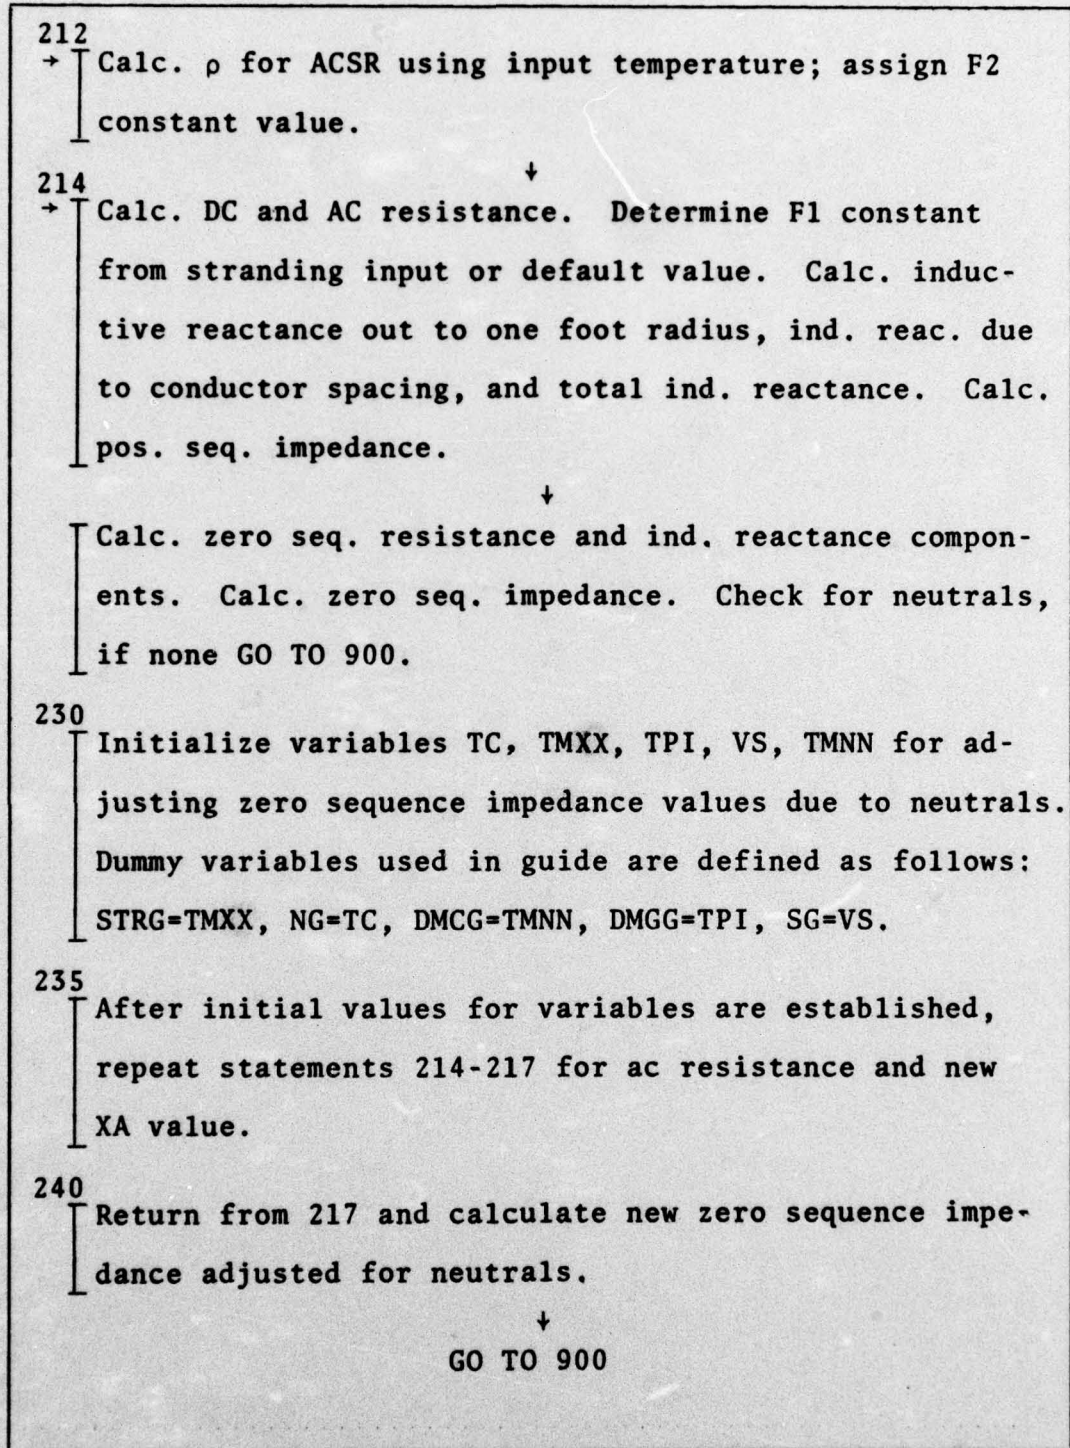 212
→ Calc. ρ for ACSR using input temperature; assign F2
constant value.
↓
214
→ Calc. DC and AC resistance. Determine F1 constant
from stranding input or default value. Calc. induc-
tive reactance out to one foot radius, ind. reac. due
to conductor spacing, and total ind. reactance. Calc.
pos. seq. impedance.
↓
Calc. zero seq. resistance and ind. reactance compon-
ents. Calc. zero seq. impedance. Check for neutrals,
if none GO TO 900.
230
Initialize variables TC, TMXX, TPI, VS, TMNN for ad-
justing zero sequence impedance values due to neutrals.
Dummy variables used in guide are defined as follows:
STRG=TMXX, NG=TC, DMCG=TMNN, DMGG=TPI, SG=VS.
235
After initial values for variables are established,
repeat statements 214-217 for ac resistance and new
XA value.
240
Return from 217 and calculate new zero sequence impe-
dance adjusted for neutrals.
↓
GO TO 900